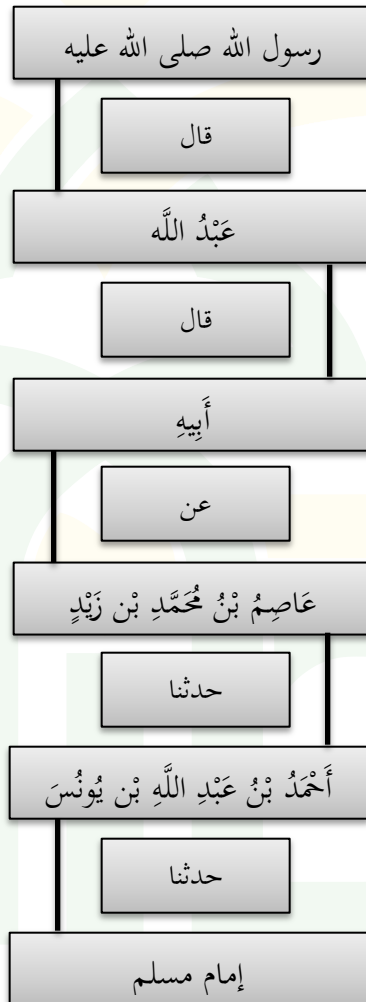 رسول الله صلى الله عليه
قال
عَبْدُ اللَّه
قال
أَبِيهِ
عن
عَاصِمُ بْنُ مُحَمَّدِ بْن زَيْدٍ
حدثنا
أَحْمَدُ بْنُ عَبْدِ اللَّهِ بْن يُونُسَ
حدثنا
إمام مسلم